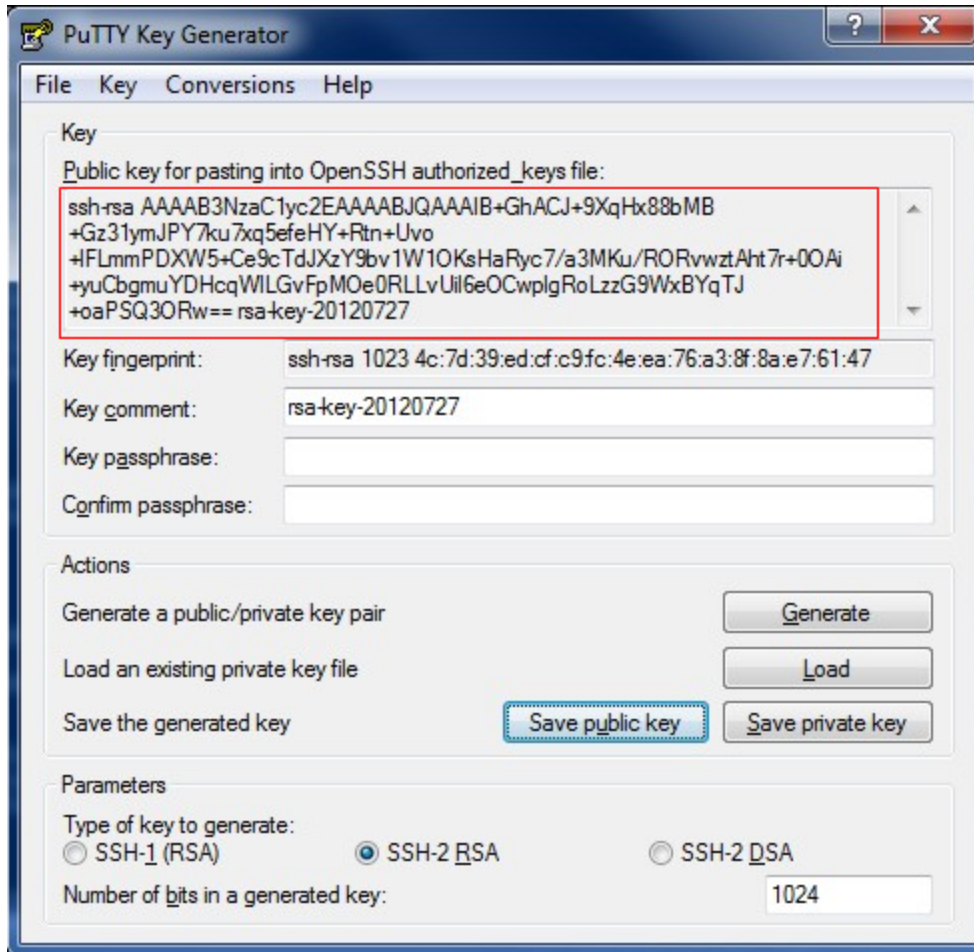 PuTTY Key Generator
File Key Conversions Help
Key
Public key for pasting into OpenSSH authorized_keys file:
ssh-rsa AAAAB3NzaC1yc2EAAAABJQAAAIB+GhACJ+9XqHx88bMB
+Gz31ymJPY7ku7xq5efeHY+Rtn+Uvo
+IFLmmPDXW5+Ce9cTdJXzY9bv1W1OKsHaRyc7/a3MKu/RORvwztAht7r+0OAi
+yuCbgmuYDHcqWILGvFpMOe0RLLvUil6eOCwplgRoLzzG9WxBYqTJ
+oaPSQ3ORw== rsa-key-20120727
Key fingerprint: ssh-rsa 1023 4c:7d:39:ed:cf:c9:fc:4e:ea:76:a3:8f:8a:e7:61:47
Key comment: rsa-key-20120727
Key passphrase:
Confirm passphrase:
Actions
Generate a public/private key pair Generate
Load an existing private key file Load
Save the generated key Save public key Save private key
Parameters
Type of key to generate:
SSH-1 (RSA) SSH-2 RSA SSH-2 DSA
Number of bits in a generated key: 1024